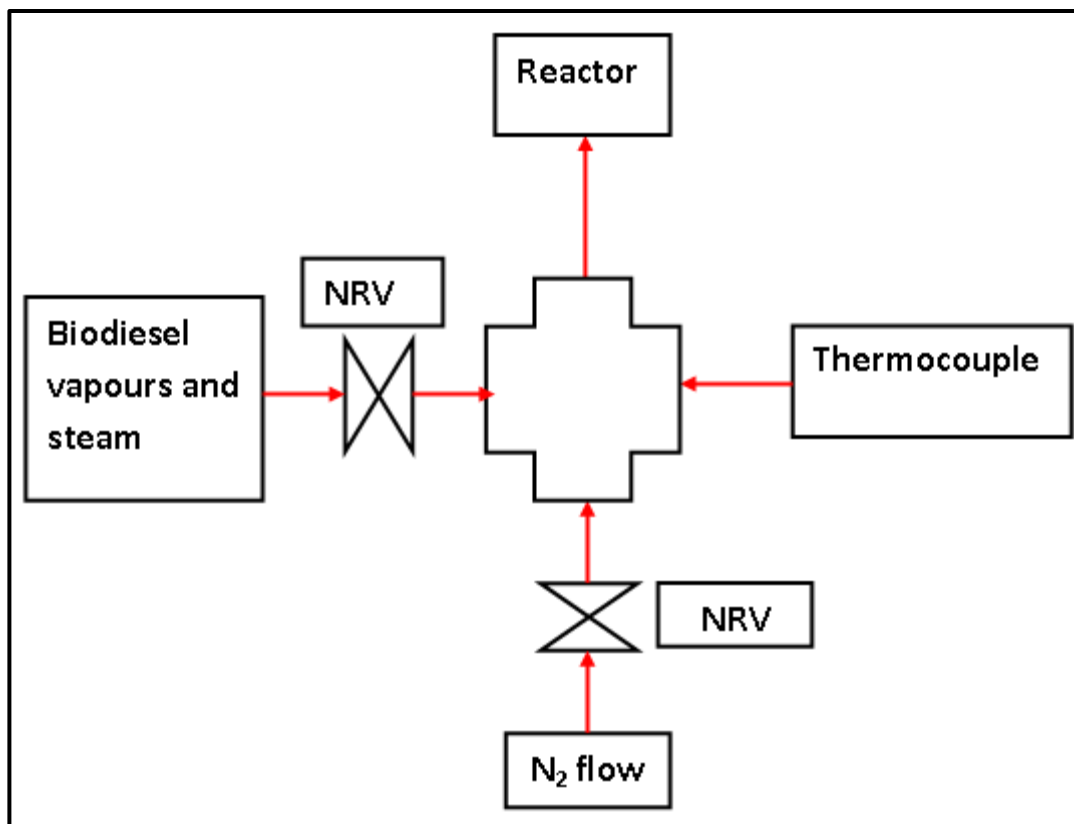 Reactor
NRV
Biodiesel
vapours and
steam
Thermocouple
NRV
N₂ flow